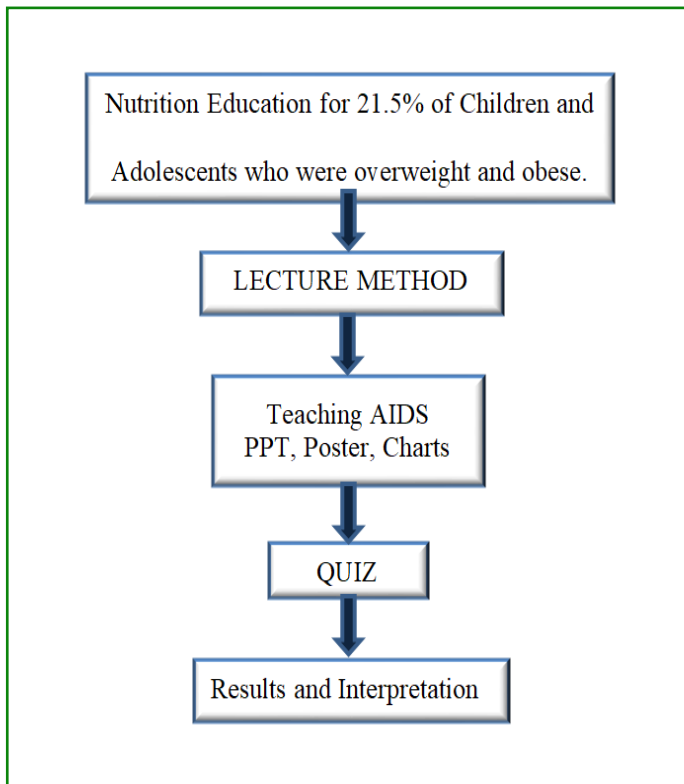 Nutrition Education for 21.5% of Children and
Adolescents who were overweight and obese.
LECTURE METHOD
Teaching AIDS
PPT, Poster, Charts
QUIZ
Results and Interpretation